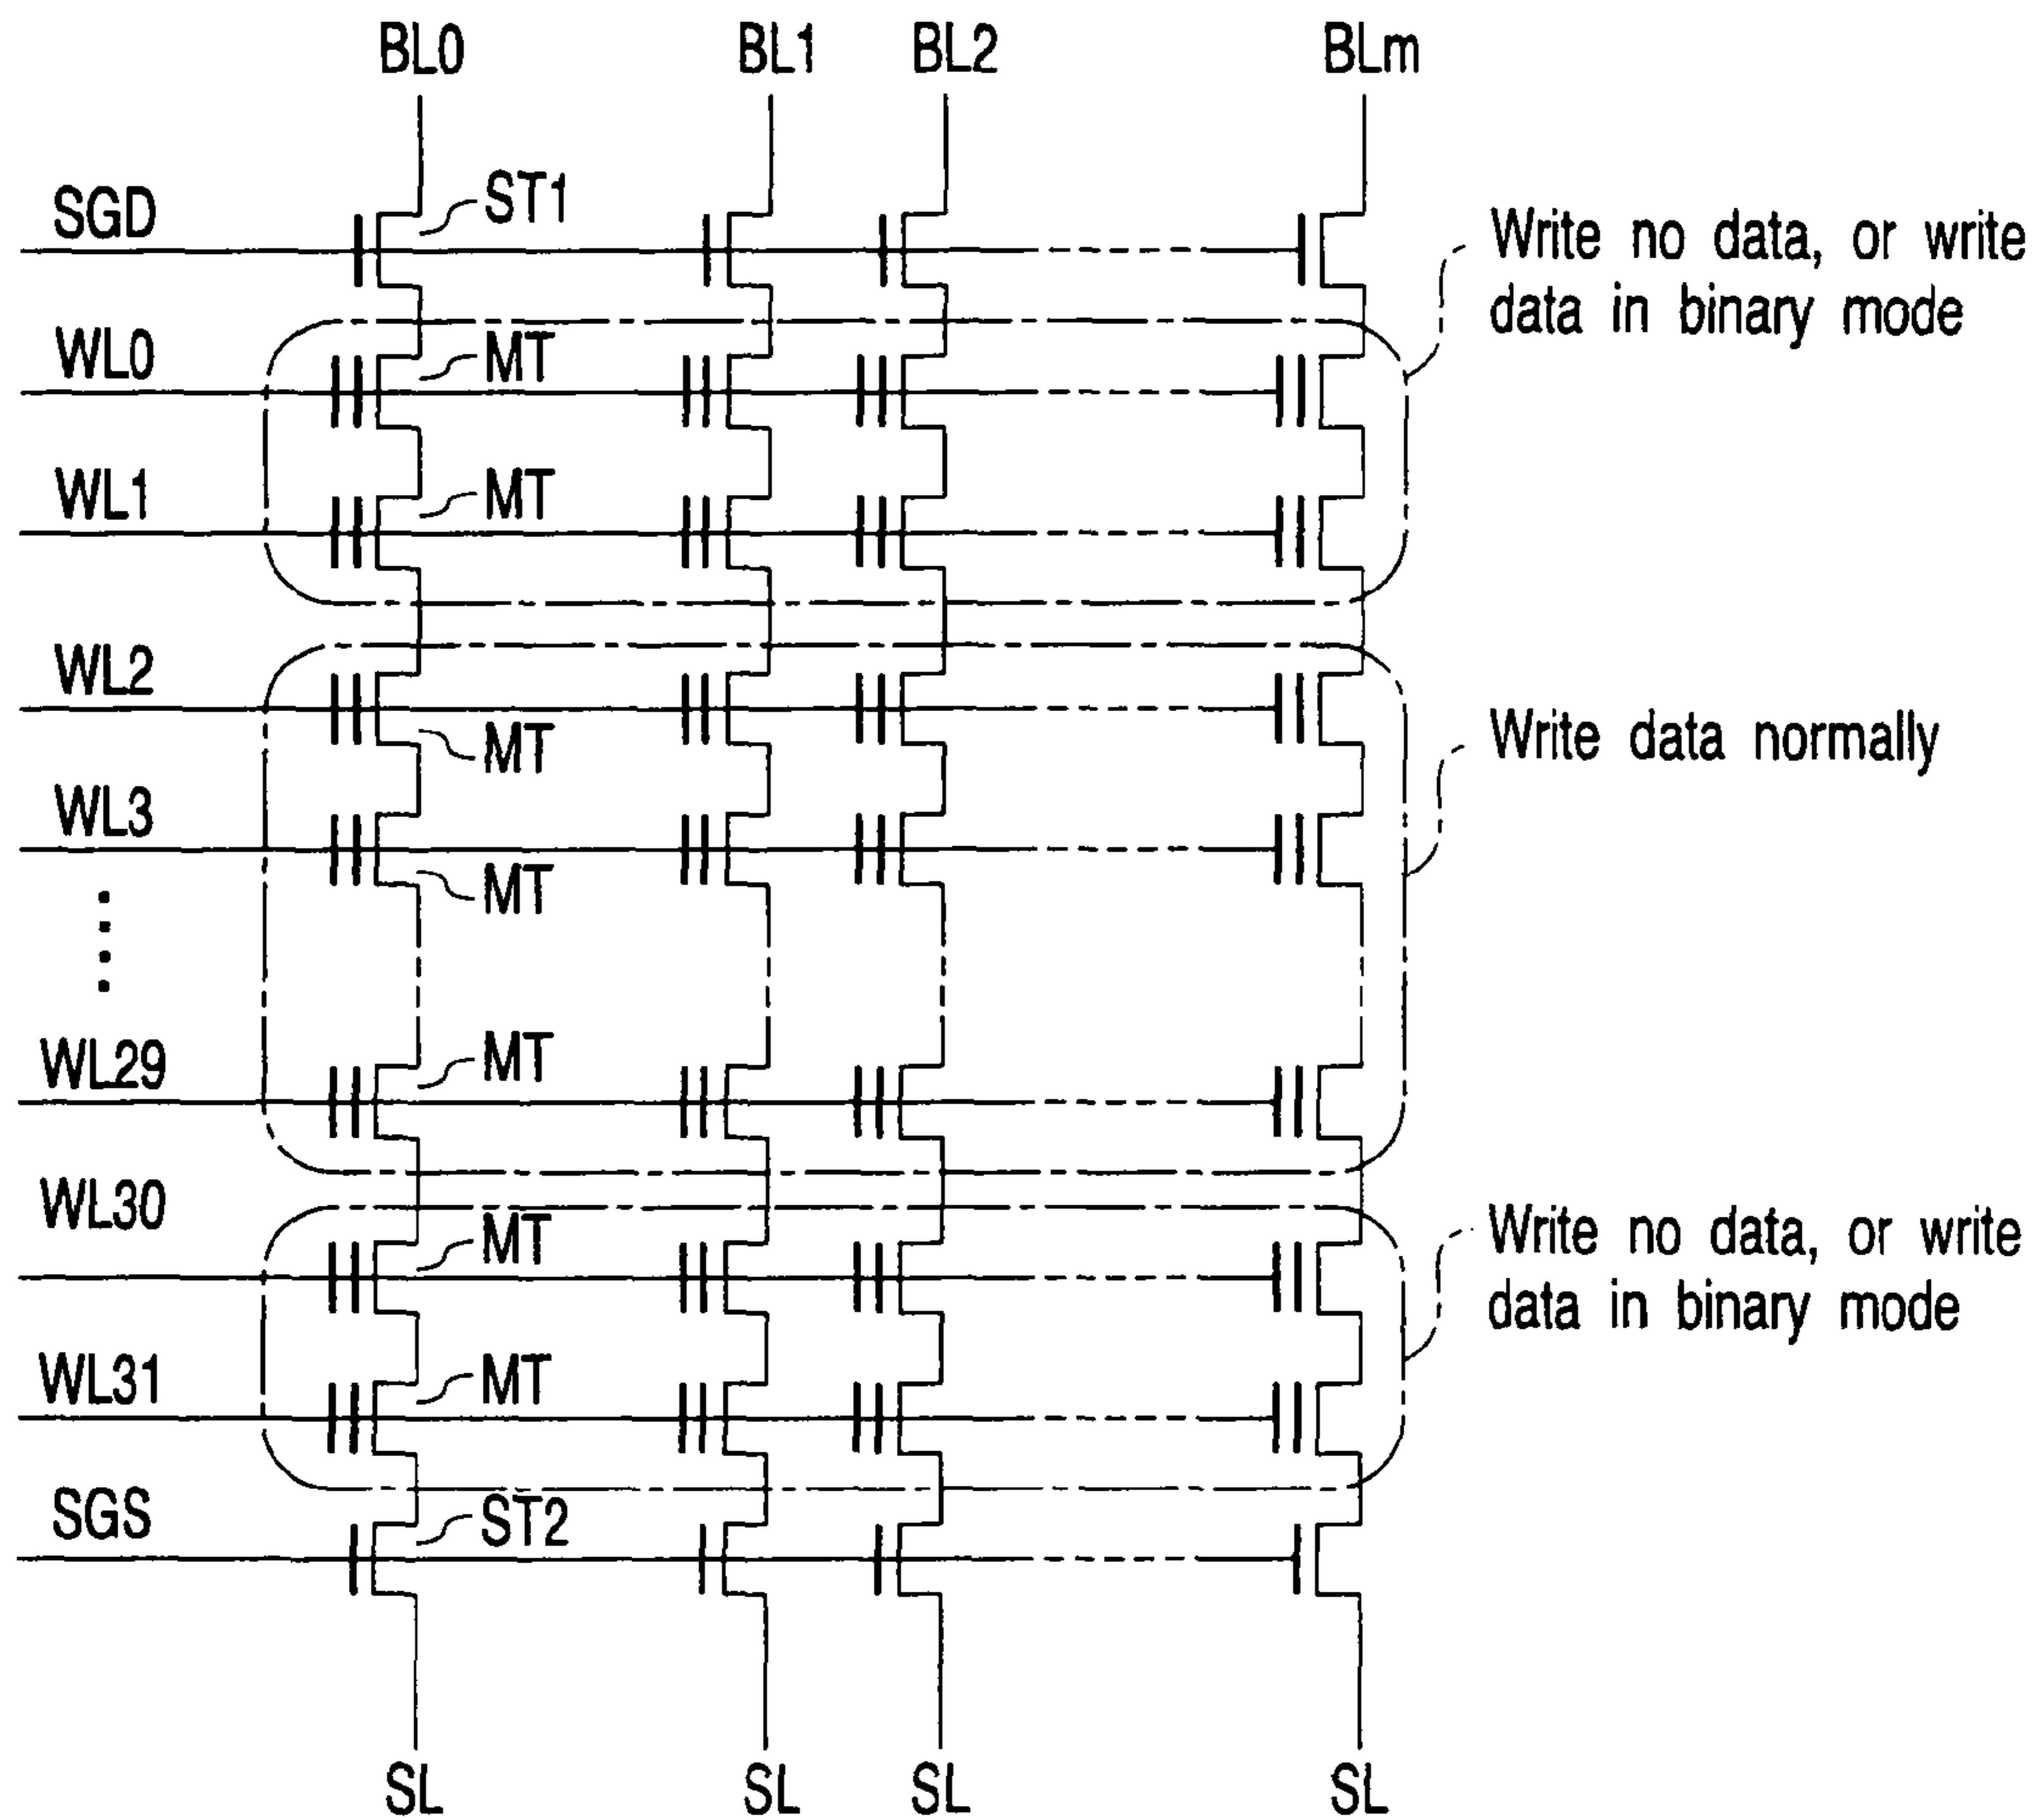 BL0 BL1 BL2 BLm
SGD ST1
Write no data, or write
data in binary mode
WL0 MT
WL1 MT
WL2 MT
Write data normally
WL3 MT
WL29 MT
WL30 MT
Write no data, or write
data in binary mode
WL31 MT
SGS ST2
SL SL SL SL